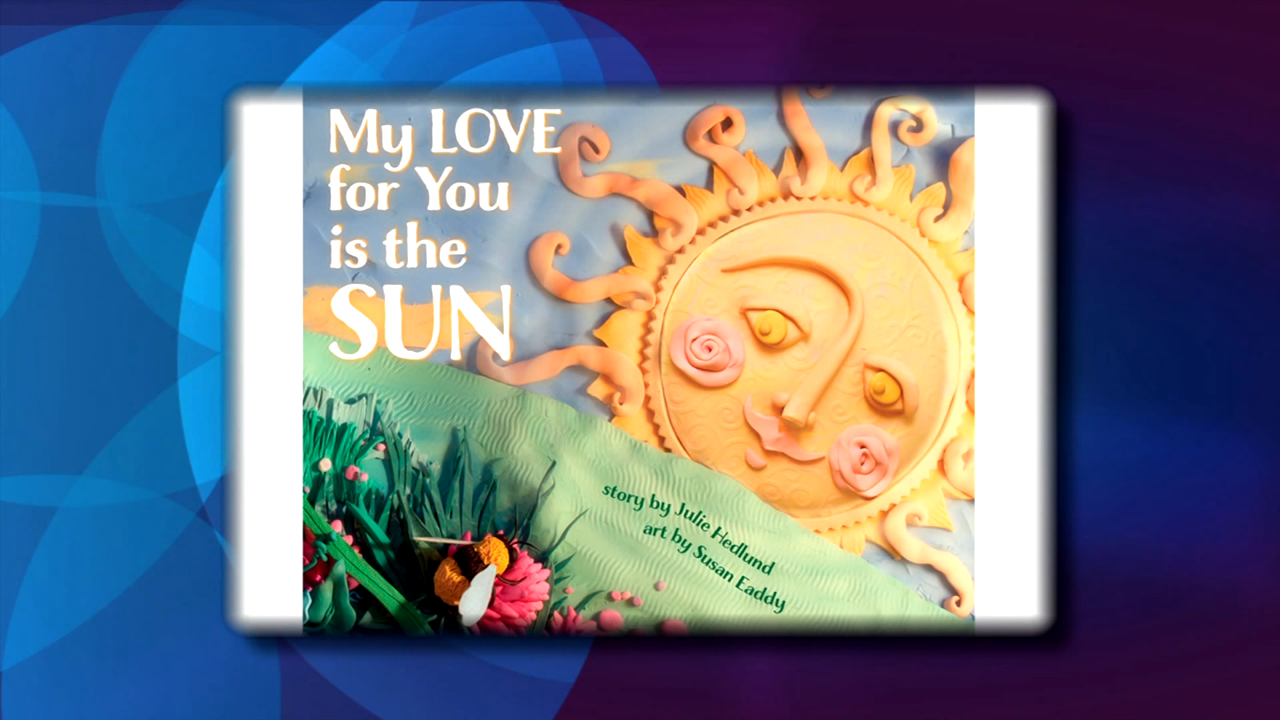 My LOVE
for You
is the
SUN
story by Julie Hedlund
art by Susan Eaddy